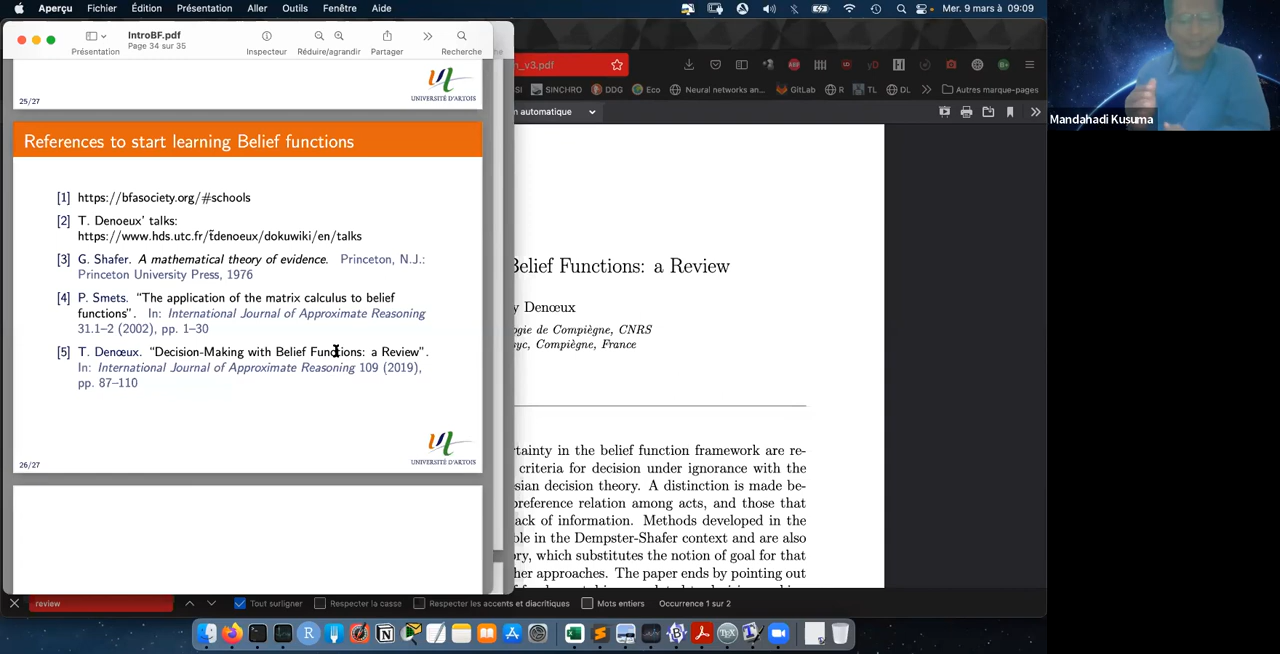 Aperçu Fichier Édition Présentation Aller Outils Fenêtre Aide
Mer. 9 mars à 09:09
IntroBF.pdf
Page 34 sur 35
Présentation Inspecteur Réduire/agrandir Partager Recherche
UNIVERSITÉ D'ARTOIS
25/27
References to start learning Belief functions
[1] https://bfasociety.org/#schools
[2] T. Denoeux' talks:
https://www.hds.utc.fr/t̃denoeux/dokuwiki/en/talks
[3] G. Shafer. A mathematical theory of evidence. Princeton, N.J.:
Princeton University Press, 1976
[4] P. Smets. “The application of the matrix calculus to belief
functions”. In: International Journal of Approximate Reasoning
31.1–2 (2002), pp. 1–30
[5] T. Denœux. “Decision-Making with Belief Functions: a Review”.
In: International Journal of Approximate Reasoning 109 (2019),
pp. 87–110
UNIVERSITÉ D'ARTOIS
26/27
n_v3.pdf
SI SINCHRO DDG Eco Neural networks an... GitLab R TL DL Autres marque-pages
m automatique
Belief Functions: a Review
y Denœux
ogie de Compiègne, CNRS
uyc, Compiègne, France
rtainty in the belief function framework are re-
criteria for decision under ignorance with the
sian decision theory. A distinction is made be-
preference relation among acts, and those that
ack of information. Methods developed in the
ble in the Dempster-Shafer context and are also
ory, which substitutes the notion of goal for that
her approaches. The paper ends by pointing out
review Tout surligner Respecter la casse Respecter les accents et diacritiques Mots entiers Occurrence 1 sur 2
Mandahadi Kusuma